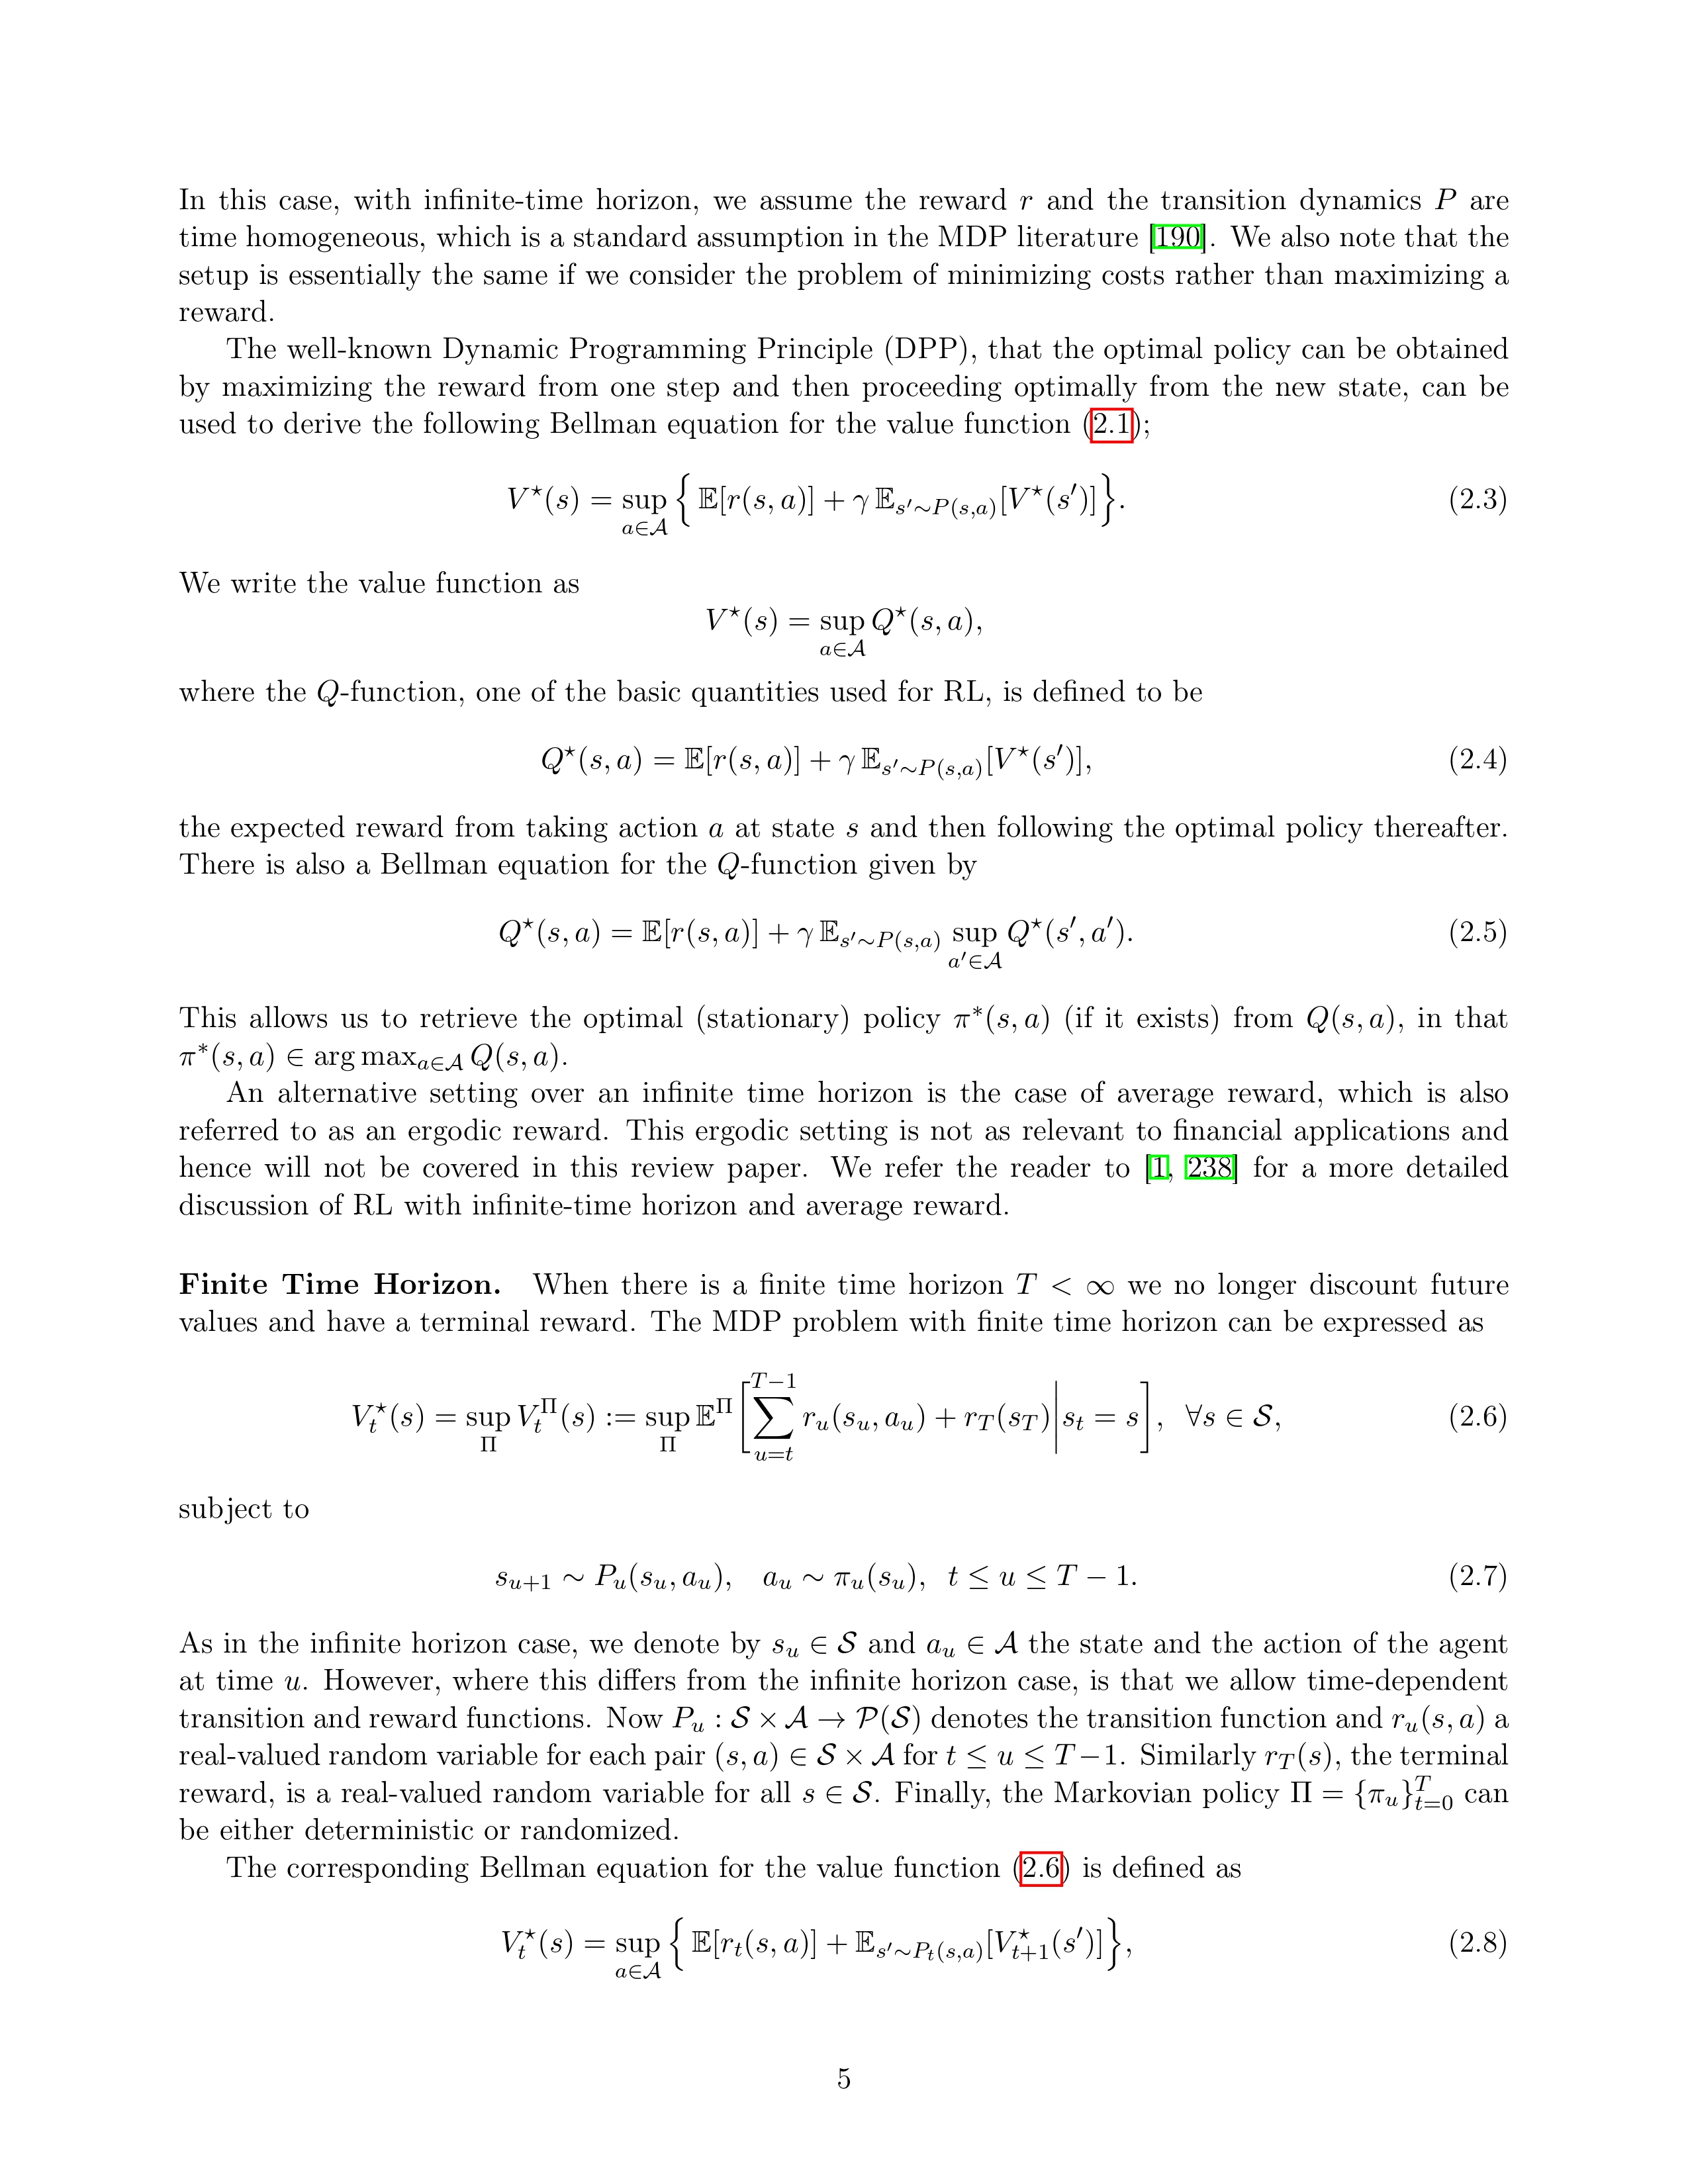 In this case, with infinite-time horizon, we assume the reward r and the transition dynamics P are
time homogeneous, which is a standard assumption in the MDP literature [190]. We also note that the
setup is essentially the same if we consider the problem of minimizing costs rather than maximizing a
reward.
The well-known Dynamic Programming Principle (DPP), that the optimal policy can be obtained
by maximizing the reward from one step and then proceeding optimally from the new state, can be
used to derive the following Bellman equation for the value function (2.1);
$V^\star(s) = \sup_{a \in \mathcal{A}} \Big\{ \mathbb{E}[r(s, a)] + \gamma \, \mathbb{E}_{s' \sim P(s,a)}[V^\star(s')] \Big\}.$ (2.3)
We write the value function as
$V^\star(s) = \sup_{a \in \mathcal{A}} Q^\star(s, a),$
where the Q-function, one of the basic quantities used for RL, is defined to be
$Q^\star(s, a) = \mathbb{E}[r(s, a)] + \gamma \, \mathbb{E}_{s' \sim P(s,a)}[V^\star(s')],$ (2.4)
the expected reward from taking action a at state s and then following the optimal policy thereafter.
There is also a Bellman equation for the Q-function given by
$Q^\star(s, a) = \mathbb{E}[r(s, a)] + \gamma \, \mathbb{E}_{s' \sim P(s,a)} \sup_{a' \in \mathcal{A}} Q^\star(s', a').$ (2.5)
This allows us to retrieve the optimal (stationary) policy $\pi^*(s, a)$ (if it exists) from $Q(s, a)$, in that
$\pi^*(s, a) \in \arg\max_{a \in \mathcal{A}} Q(s, a).$
An alternative setting over an infinite time horizon is the case of average reward, which is also
referred to as an ergodic reward. This ergodic setting is not as relevant to financial applications and
hence will not be covered in this review paper. We refer the reader to [1, 238] for a more detailed
discussion of RL with infinite-time horizon and average reward.
Finite Time Horizon. When there is a finite time horizon $T < \infty$ we no longer discount future
values and have a terminal reward. The MDP problem with finite time horizon can be expressed as
$V_t^\star(s) = \sup_{\Pi} V_t^{\Pi}(s) := \sup_{\Pi} \mathbb{E}^{\Pi} \Big[ \sum_{u=t}^{T-1} r_u(s_u, a_u) + r_T(s_T) \Big| s_t = s \Big], \; \forall s \in \mathcal{S},$ (2.6)
subject to
$s_{u+1} \sim P_u(s_u, a_u), \quad a_u \sim \pi_u(s_u), \; t \le u \le T - 1.$ (2.7)
As in the infinite horizon case, we denote by $s_u \in \mathcal{S}$ and $a_u \in \mathcal{A}$ the state and the action of the agent
at time u. However, where this differs from the infinite horizon case, is that we allow time-dependent
transition and reward functions. Now $P_u : \mathcal{S} \times \mathcal{A} \to \mathcal{P}(\mathcal{S})$ denotes the transition function and $r_u(s, a)$ a
real-valued random variable for each pair $(s, a) \in \mathcal{S} \times \mathcal{A}$ for $t \le u \le T-1$. Similarly $r_T(s)$, the terminal
reward, is a real-valued random variable for all $s \in \mathcal{S}$. Finally, the Markovian policy $\Pi = \{\pi_u\}_{t=0}^T$ can
be either deterministic or randomized.
The corresponding Bellman equation for the value function (2.6) is defined as
$V_t^\star(s) = \sup_{a \in \mathcal{A}} \Big\{ \mathbb{E}[r_t(s, a)] + \mathbb{E}_{s' \sim P_t(s,a)}[V_{t+1}^\star(s')] \Big\},$ (2.8)
5